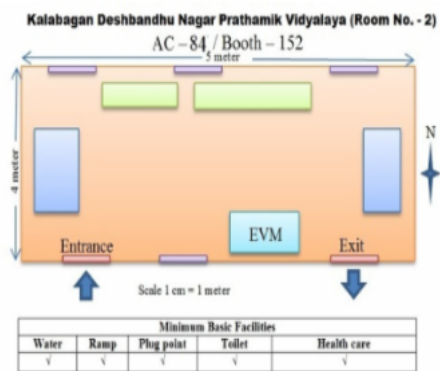 Kalabagan Deshbandhu Nagar Prathamik Vidyalaya (Room No. - 2)
AC – 84 / Booth – 152
5 meter
4 meter
N
EVM
Entrance
Exit
Scale 1 cm = 1 meter
Minimum Basic Facilities
Water Ramp Plug point Toilet Health care
√ √ √ √ √